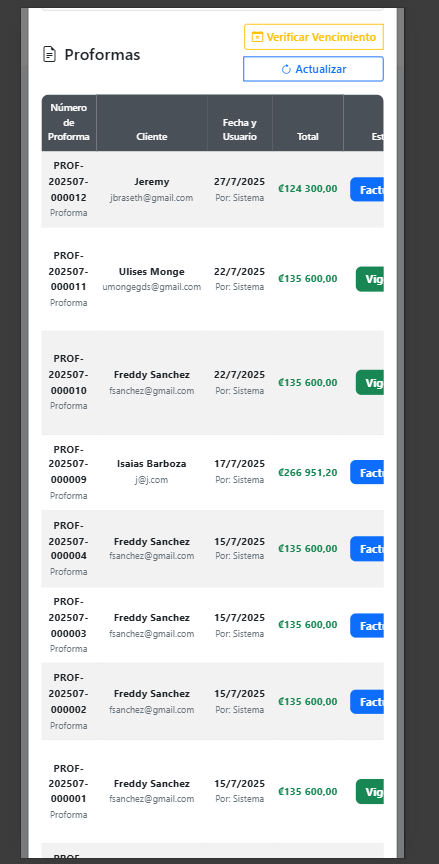 Proformas
Verificar Vencimiento
Actualizar
Número
de
Proforma
Cliente
Fecha y
Usuario
Total
Est
PROF-
202507-
000012
Proforma
Jeremy
jbraseth@gmail.com
27/7/2025
Por: Sistema
₡124 300,00
Factu
PROF-
202507-
000011
Proforma
Ulises Monge
umongegds@gmail.com
22/7/2025
Por: Sistema
₡135 600,00
Vig
PROF-
202507-
000010
Proforma
Freddy Sanchez
fsanchez@gmail.com
22/7/2025
Por: Sistema
₡135 600,00
Vig
PROF-
202507-
000009
Proforma
Isaias Barboza
j@j.com
17/7/2025
Por: Sistema
₡266 951,20
Factu
PROF-
202507-
000004
Proforma
Freddy Sanchez
fsanchez@gmail.com
15/7/2025
Por: Sistema
₡135 600,00
Factu
PROF-
202507-
000003
Proforma
Freddy Sanchez
fsanchez@gmail.com
15/7/2025
Por: Sistema
₡135 600,00
Factu
PROF-
202507-
000002
Proforma
Freddy Sanchez
fsanchez@gmail.com
15/7/2025
Por: Sistema
₡135 600,00
Factu
PROF-
202507-
000001
Proforma
Freddy Sanchez
fsanchez@gmail.com
15/7/2025
Por: Sistema
₡135 600,00
Vig
PROF-